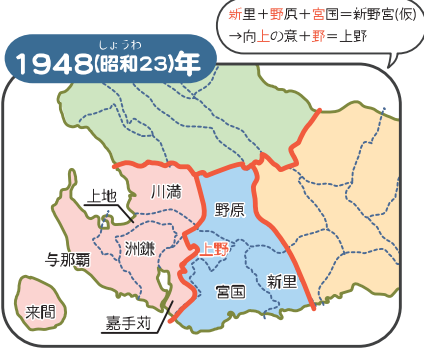 新里＋野原＋宮国＝新野宮(仮)
→向上の意＋野＝上野
しょうわ
1948(昭和23)年
川満
上地
野原
洲鎌
上野
与那覇
新里
宮国
来間
嘉手苅